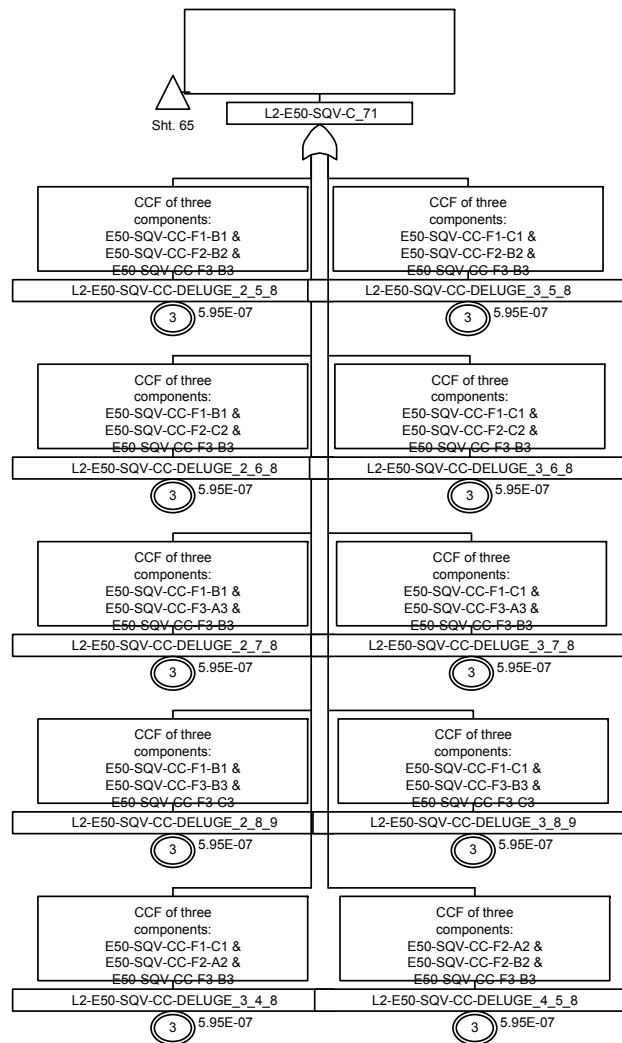 Sht. 65
L2-E50-SQV-C_71
CCF of three
components:
E50-SQV-CC-F1-B1 &
E50-SQV-CC-F2-B2 &
E50-SQV-CC-F3-B3
L2-E50-SQV-CC-DELUGE_2_5_8
3
5.95E-07
CCF of three
components:
E50-SQV-CC-F1-C1 &
E50-SQV-CC-F2-B2 &
E50-SQV-CC-F3-B3
L2-E50-SQV-CC-DELUGE_3_5_8
3
5.95E-07
CCF of three
components:
E50-SQV-CC-F1-B1 &
E50-SQV-CC-F2-C2 &
E50-SQV-CC-F3-B3
L2-E50-SQV-CC-DELUGE_2_6_8
3
5.95E-07
CCF of three
components:
E50-SQV-CC-F1-C1 &
E50-SQV-CC-F2-C2 &
E50-SQV-CC-F3-B3
L2-E50-SQV-CC-DELUGE_3_6_8
3
5.95E-07
CCF of three
components:
E50-SQV-CC-F1-B1 &
E50-SQV-CC-F3-A3 &
E50-SQV-CC-F3-B3
L2-E50-SQV-CC-DELUGE_2_7_8
3
5.95E-07
CCF of three
components:
E50-SQV-CC-F1-C1 &
E50-SQV-CC-F3-A3 &
E50-SQV-CC-F3-B3
L2-E50-SQV-CC-DELUGE_3_7_8
3
5.95E-07
CCF of three
components:
E50-SQV-CC-F1-B1 &
E50-SQV-CC-F3-B3 &
E50-SQV-CC-F3-C3
L2-E50-SQV-CC-DELUGE_2_8_9
3
5.95E-07
CCF of three
components:
E50-SQV-CC-F1-C1 &
E50-SQV-CC-F3-B3 &
E50-SQV-CC-F3-C3
L2-E50-SQV-CC-DELUGE_3_8_9
3
5.95E-07
CCF of three
components:
E50-SQV-CC-F1-C1 &
E50-SQV-CC-F2-A2 &
E50-SQV-CC-F3-B3
L2-E50-SQV-CC-DELUGE_3_4_8
3
5.95E-07
CCF of three
components:
E50-SQV-CC-F2-A2 &
E50-SQV-CC-F2-B2 &
E50-SQV-CC-F3-B3
L2-E50-SQV-CC-DELUGE_4_5_8
3
5.95E-07